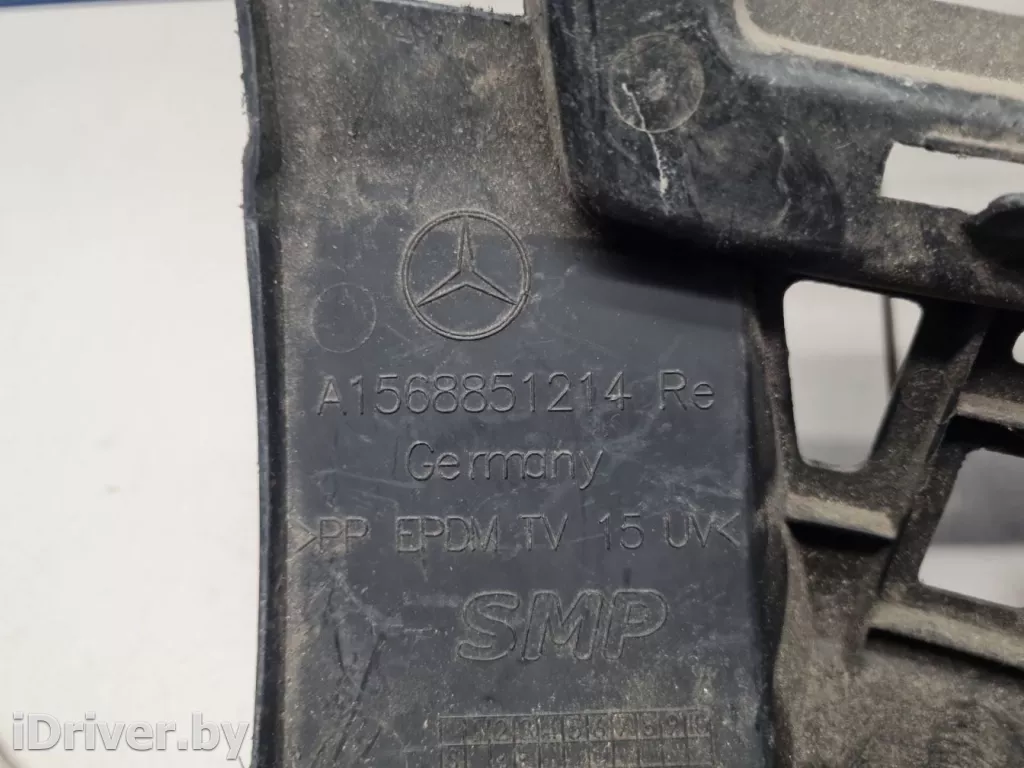 A1568851214 Re
Germany
>PP EPDM TV 15 UV<
SMP
iDriver.by